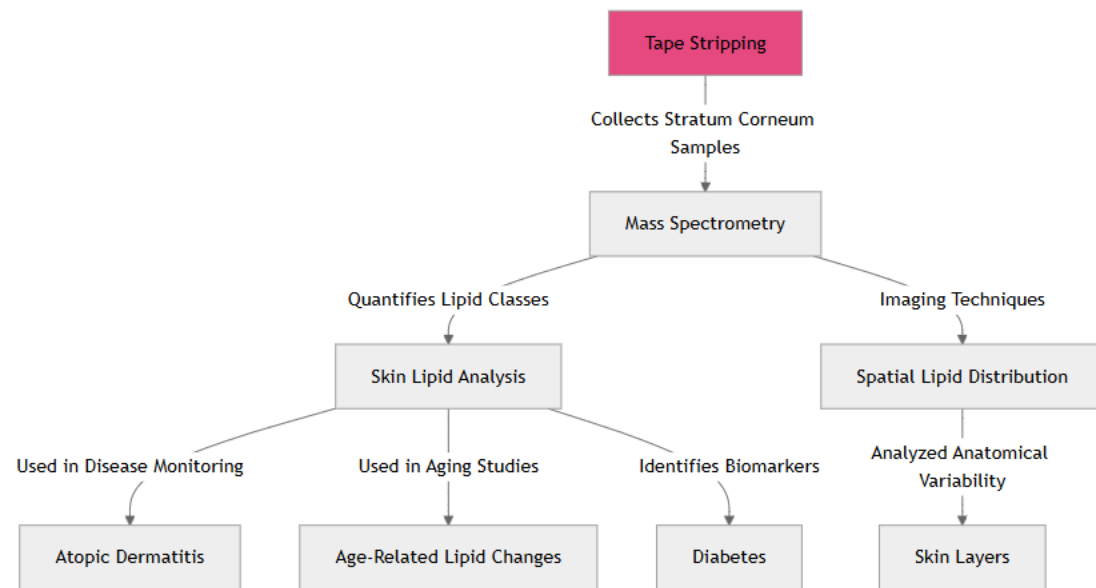 Tape Stripping
Collects Stratum Corneum
Samples
Mass Spectrometry
Quantifies Lipid Classes
Imaging Techniques
Skin Lipid Analysis
Spatial Lipid Distribution
Used in Disease Monitoring
Used in Aging Studies
Identifies Biomarkers
Analyzed Anatomical
Variability
Atopic Dermatitis
Age-Related Lipid Changes
Diabetes
Skin Layers